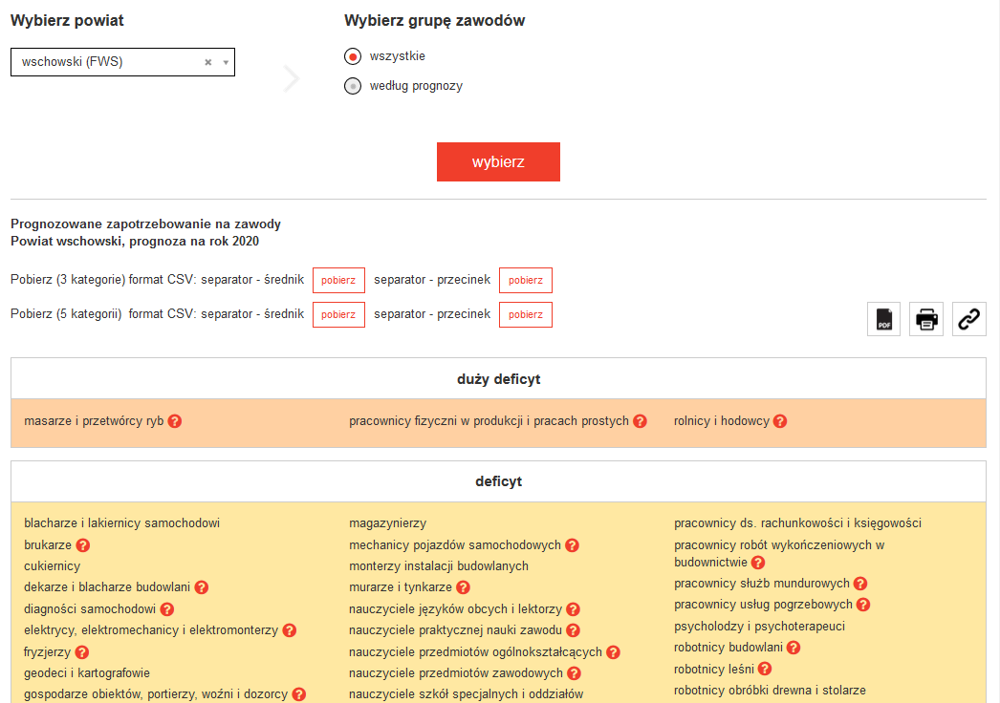 Wybierz powiat
wschowski (FWS)
Wybierz grupę zawodów
wszystkie
według prognozy
wybierz
Prognozowane zapotrzebowanie na zawody
Powiat wschowski, prognoza na rok 2020
Pobierz (3 kategorie) format CSV: separator - średnik pobierz separator - przecinek pobierz
Pobierz (5 kategorii) format CSV: separator - średnik pobierz separator - przecinek pobierz
PDF
duży deficyt
masarze i przetwórcy ryb ?
pracownicy fizyczni w produkcji i pracach prostych ?
rolnicy i hodowcy ?
deficyt
blacharze i lakiernicy samochodowi
brukarze ?
cukiernicy
dekarze i blacharze budowlani ?
diagności samochodowi ?
elektrycy, elektromechanicy i elektromonterzy ?
fryzjerzy ?
geodeci i kartografowie
gospodarze obiektów, portierzy, woźni i dozorcy ?
magazynierzy
mechanicy pojazdów samochodowych ?
monterzy instalacji budowlanych
murarze i tynkarze ?
nauczyciele języków obcych i lektorzy ?
nauczyciele praktycznej nauki zawodu ?
nauczyciele przedmiotów ogólnokształcących ?
nauczyciele przedmiotów zawodowych ?
nauczyciele szkół specjalnych i oddziałów
pracownicy ds. rachunkowości i księgowości
pracownicy robót wykończeniowych w
budownictwie ?
pracownicy służb mundurowych ?
pracownicy usług pogrzebowych ?
psycholodzy i psychoterapeuci
robotnicy budowlani ?
robotnicy leśni ?
robotnicy obróbki drewna i stolarze